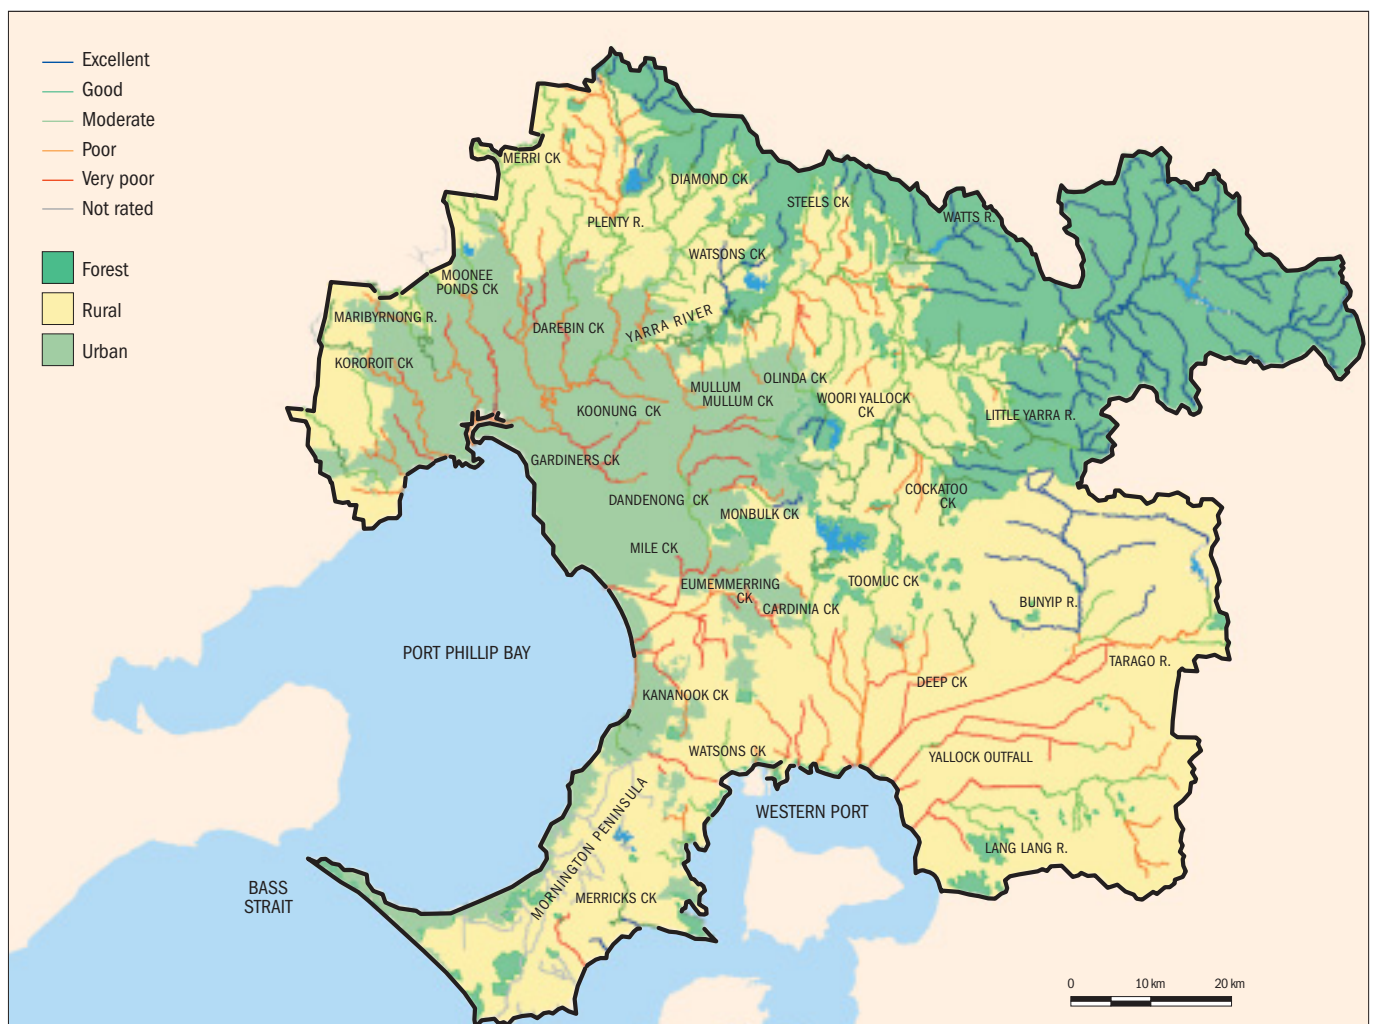 Excellent
Good
Moderate
Poor
Very poor
Not rated
Forest
Rural
Urban
MERRI CK
DIAMOND CK
STEELS CK
WATTS R.
PLENTY R.
WATSONS CK
MOONEE
PONDS CK
MARIBYRNONG R.
DAREBIN CK
YARRA RIVER
KOROROIT CK
MULLUM
MULLUM CK
OLINDA CK
WOORI YALLOCK
CK
KOONUNG CK
LITTLE YARRA R.
GARDINERS CK
DANDENONG CK
MONBULK CK
COCKATOO
CK
MILE CK
EUMEMMERRING
CK
CARDINIA CK
TOOMUC CK
BUNYIP R.
PORT PHILLIP BAY
TARAGO R.
KANANOOK CK
DEEP CK
WATSONS CK
YALLOCK OUTFALL
MORNINGTON PENINSULA
WESTERN PORT
LANG LANG R.
BASS
STRAIT
MERRICKS CK
0 10 km 20 km